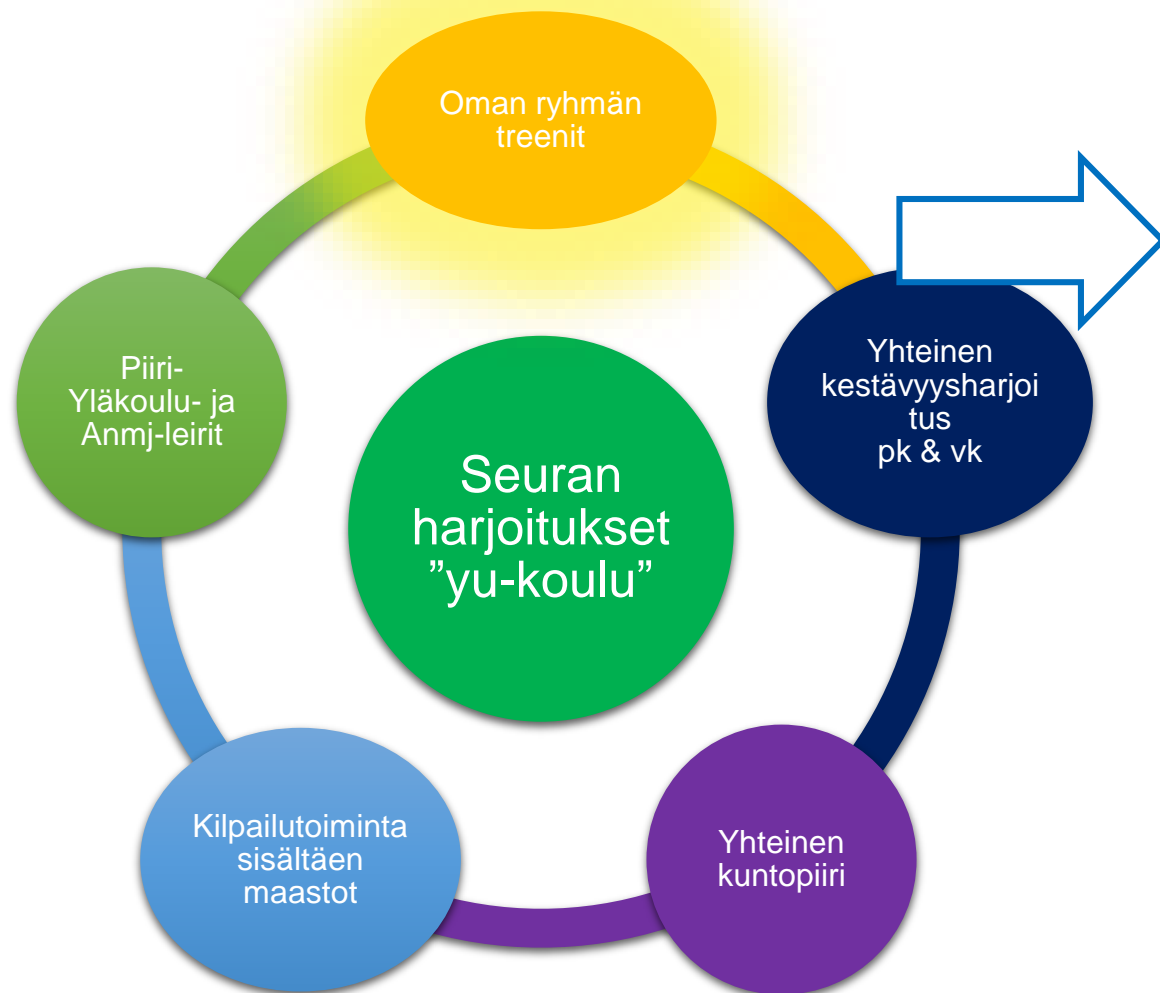 Oman ryhmän
treenit
Yhteinen
kestävyysharjoi
tus
pk & vk
Yhteinen
kuntopiiri
Kilpailutoiminta
sisältäen
maastot
Piiri-
Yläkoulu- ja
Anmj-leirit
Seuran
harjoitukset
”yu-koulu”